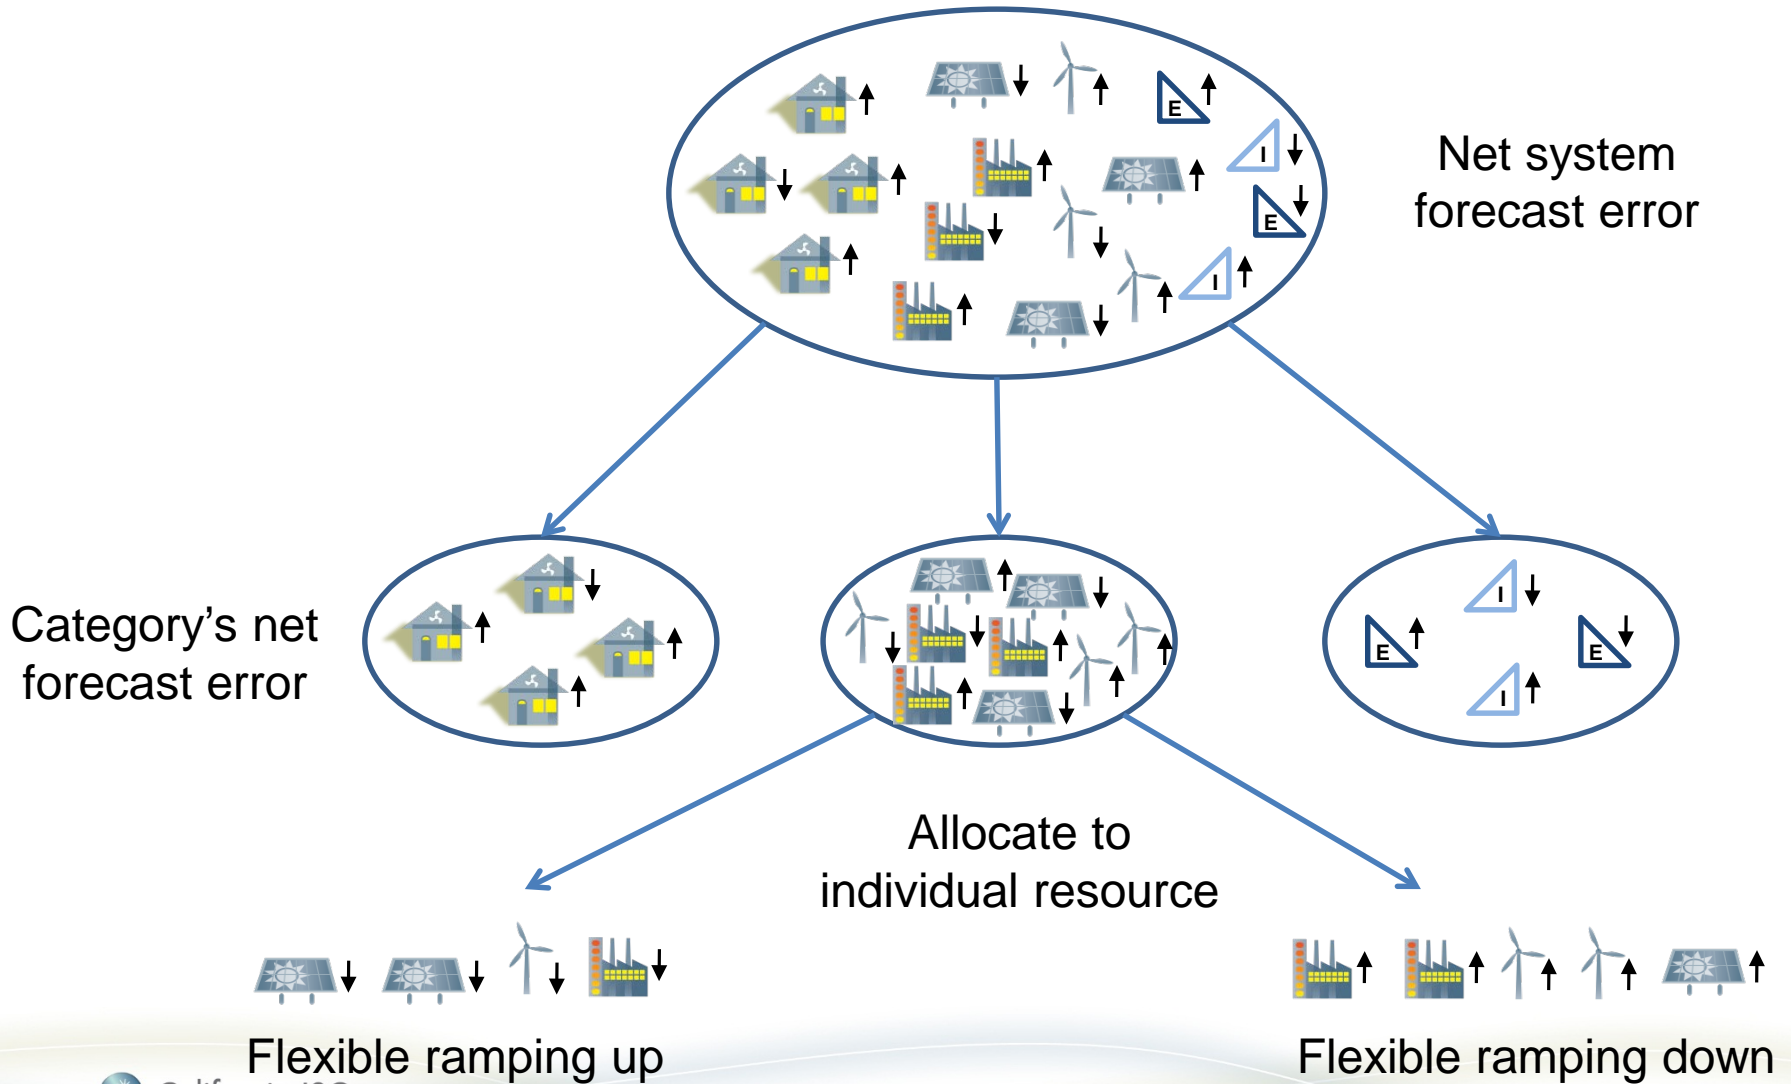 E
I
Net system
forecast error
E
I
Category's net
forecast error
I
E
E
I
Allocate to
individual resource
Flexible ramping up
Flexible ramping down